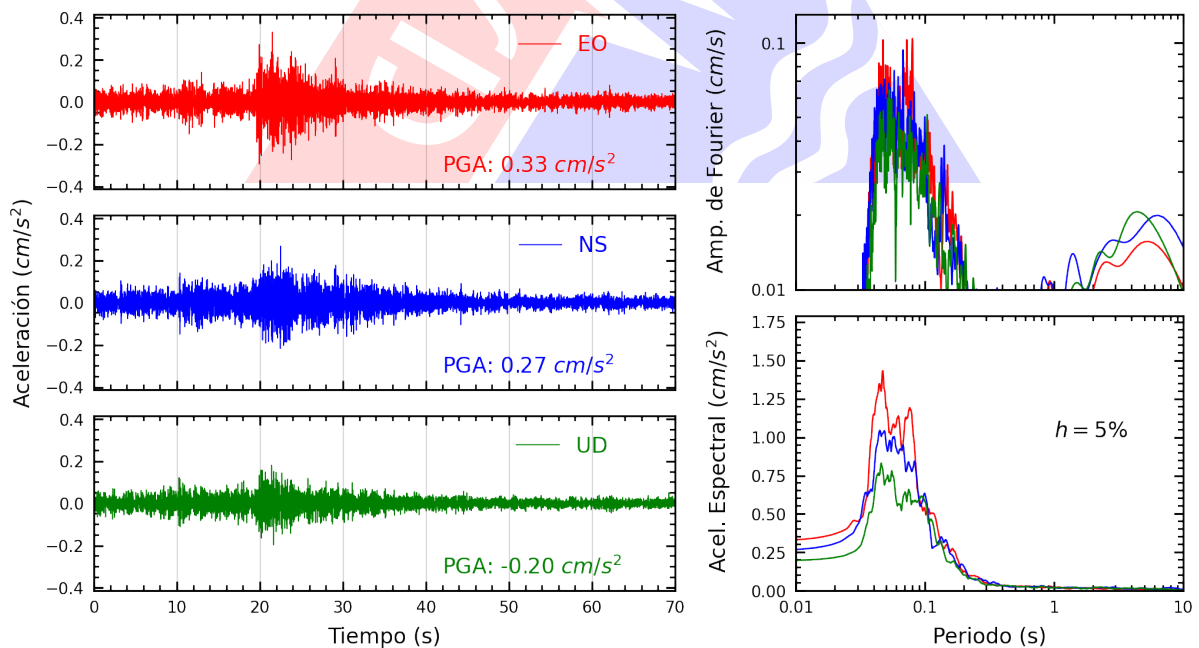 Aceleración (cm/s²)
0.4
0.2
0.0
−0.2
−0.4
EO
PGA: 0.33 cm/s²
0.4
0.2
0.0
−0.2
−0.4
NS
PGA: 0.27 cm/s²
0.4
0.2
0.0
−0.2
−0.4
UD
PGA: -0.20 cm/s²
0 10 20 30 40 50 60 70
Tiempo (s)
Amp. de Fourier (cm/s)
0.1
0.01
Acel. Espectral (cm/s²)
1.75
1.50
1.25
1.00
0.75
0.50
0.25
0.00
h = 5%
0.01 0.1 1 10
Periodo (s)